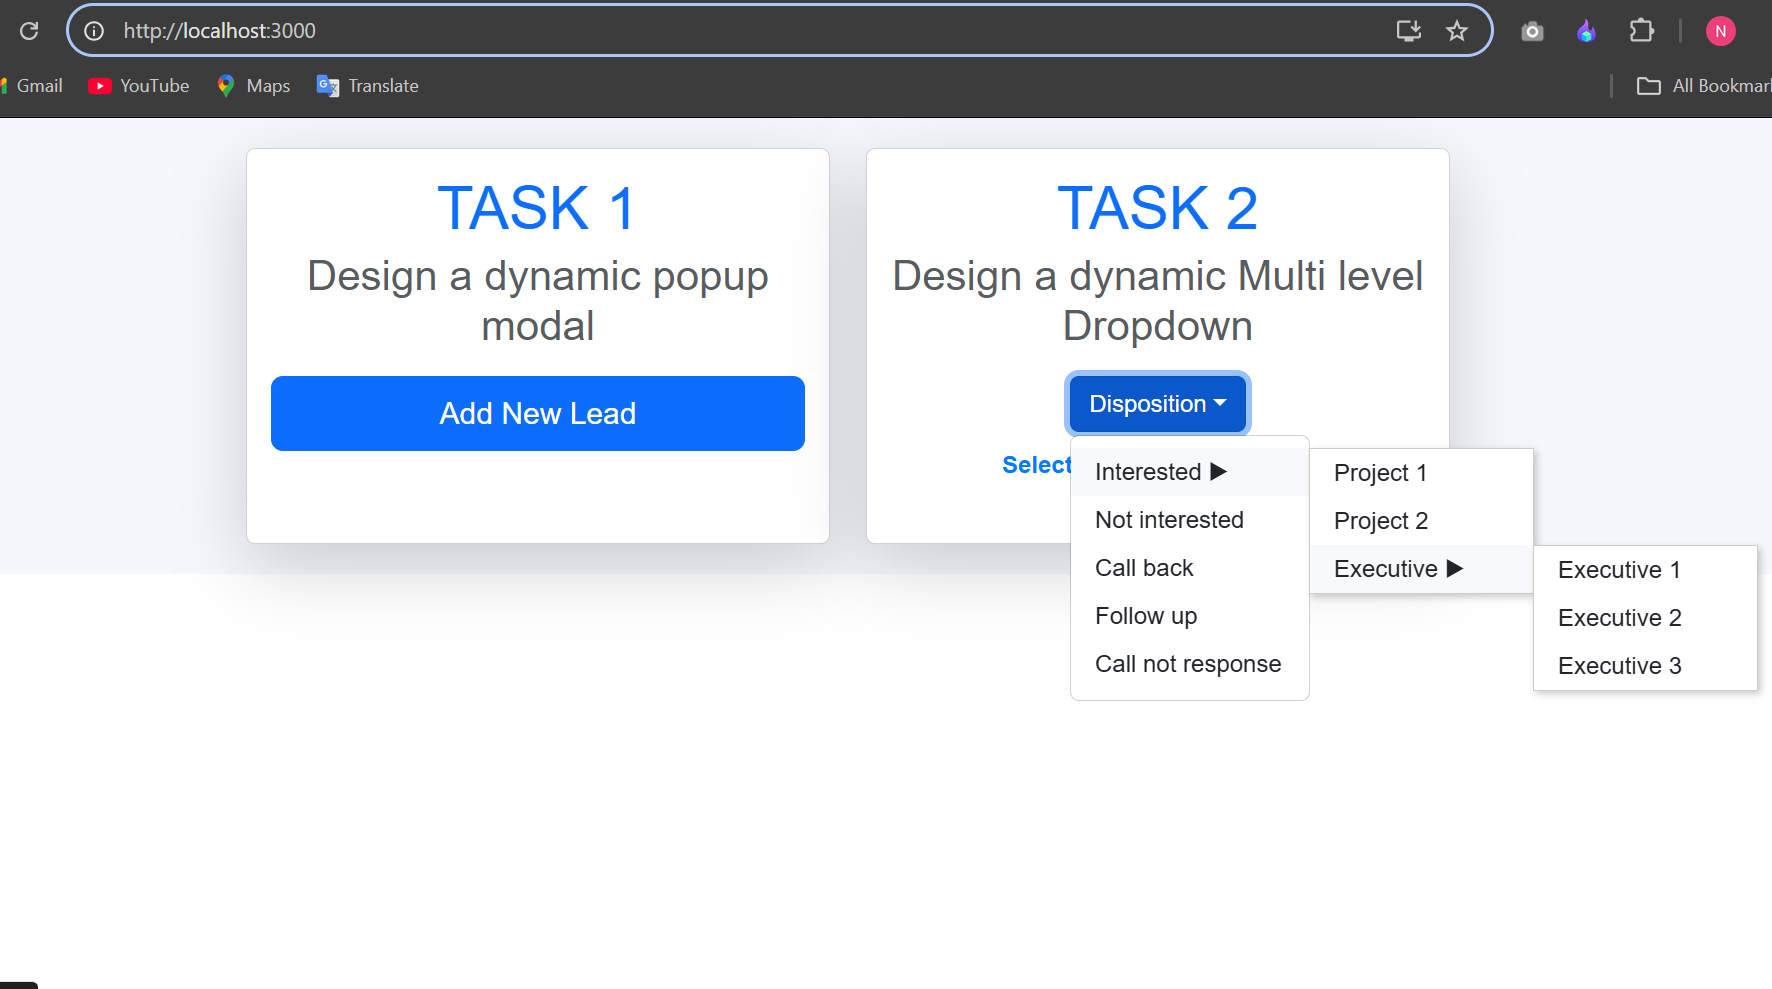 http://localhost:3000
N
Gmail
YouTube
Maps
Translate
All Bookmar
TASK 1
Design a dynamic popup
modal
Add New Lead
TASK 2
Design a dynamic Multi level
Dropdown
Disposition
Select
Interested ▶
Not interested
Call back
Follow up
Call not response
Project 1
Project 2
Executive ▶
Executive 1
Executive 2
Executive 3